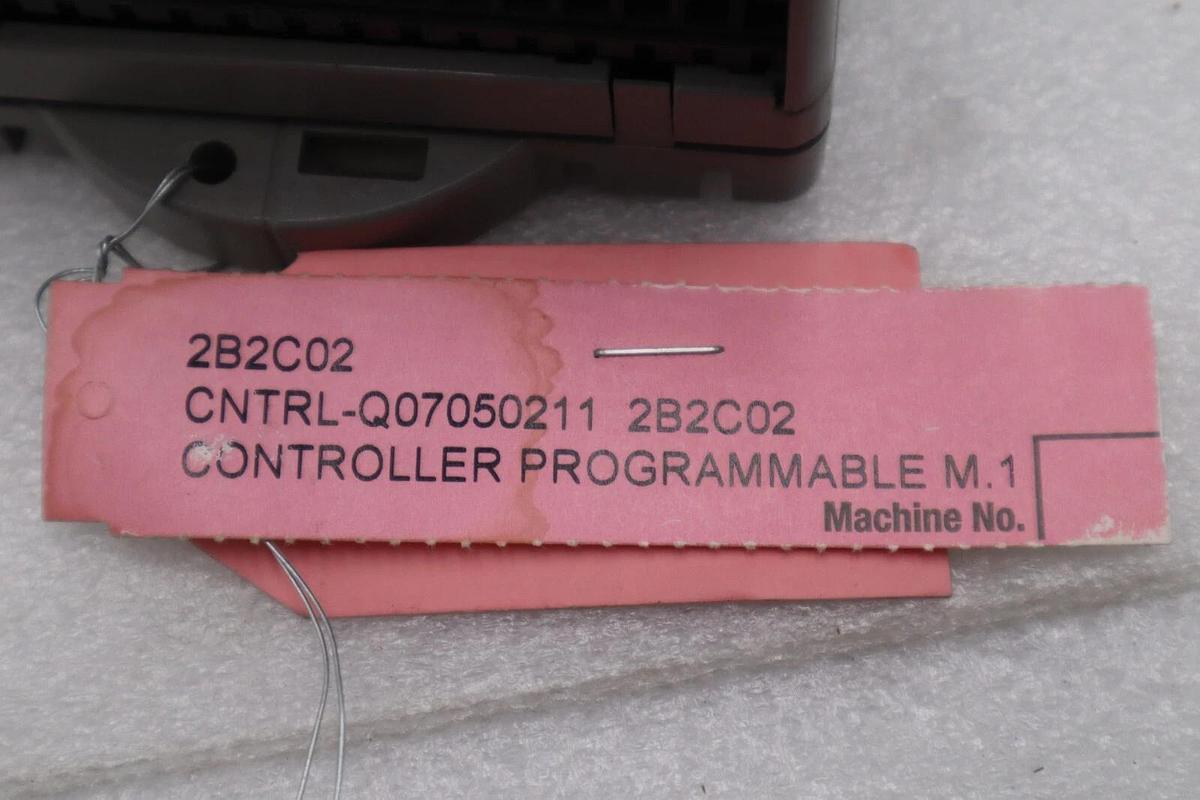 2B2C02
CNTRL-Q07050211 2B2C02
CONTROLLER PROGRAMMABLE M.1
Machine No.